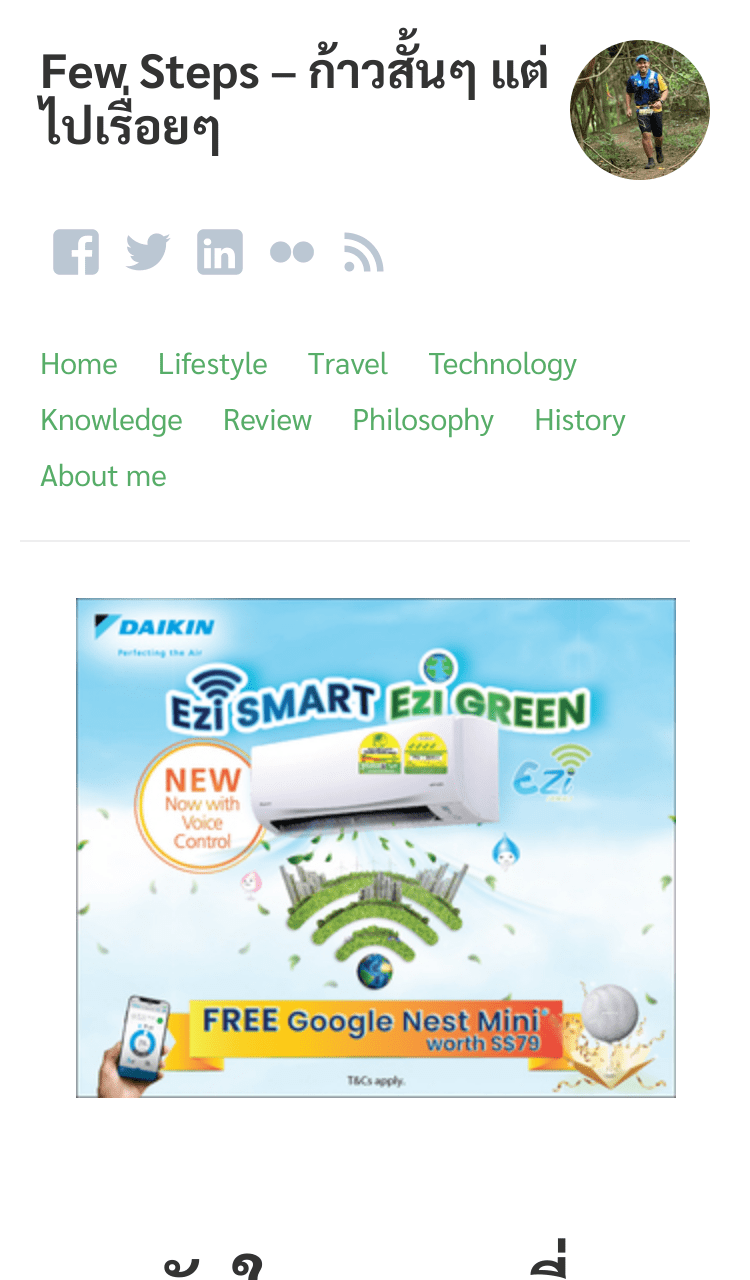 Few Steps – ก้าวสั้นๆ แต่
ไปเรื่อยๆ
Home Lifestyle Travel Technology
Knowledge Review Philosophy History
About me
DAIKIN
Perfecting the Air
Ezi SMART Ezi GREEN
NEW
Now with
Voice
Control
Ezi
FREE Google Nest Mini*
worth S$79
T&Cs apply.